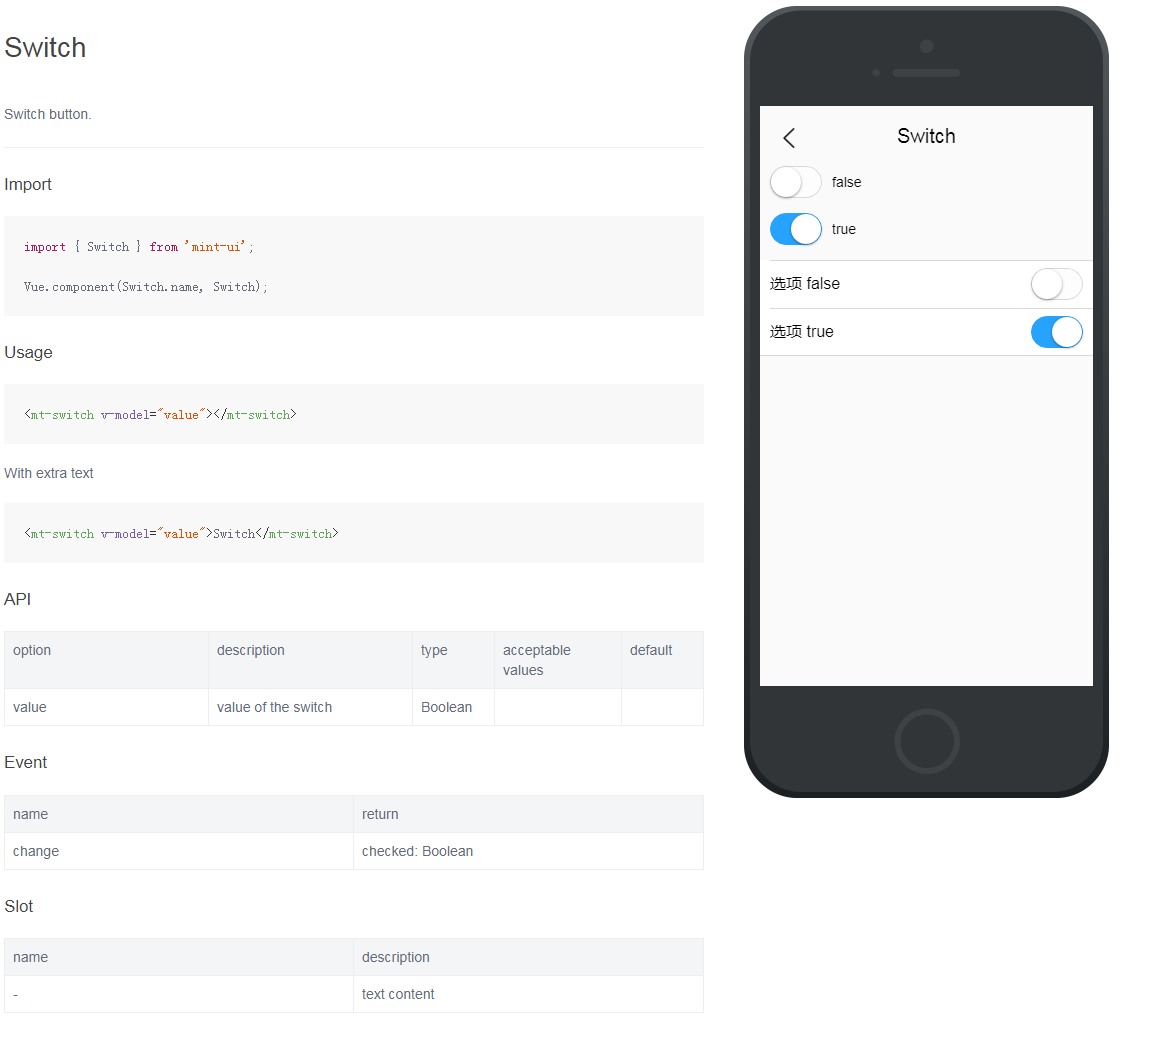 Switch
Switch button.
Import
import { Switch } from 'mint-ui';
Vue.component(Switch.name, Switch);
Usage
<mt-switch v-model="value"></mt-switch>
With extra text
<mt-switch v-model="value">Switch</mt-switch>
API
option description type acceptable values default
value value of the switch Boolean
Event
name return
change checked: Boolean
Slot
name description
- text content
Switch
false
true
选项 false
选项 true